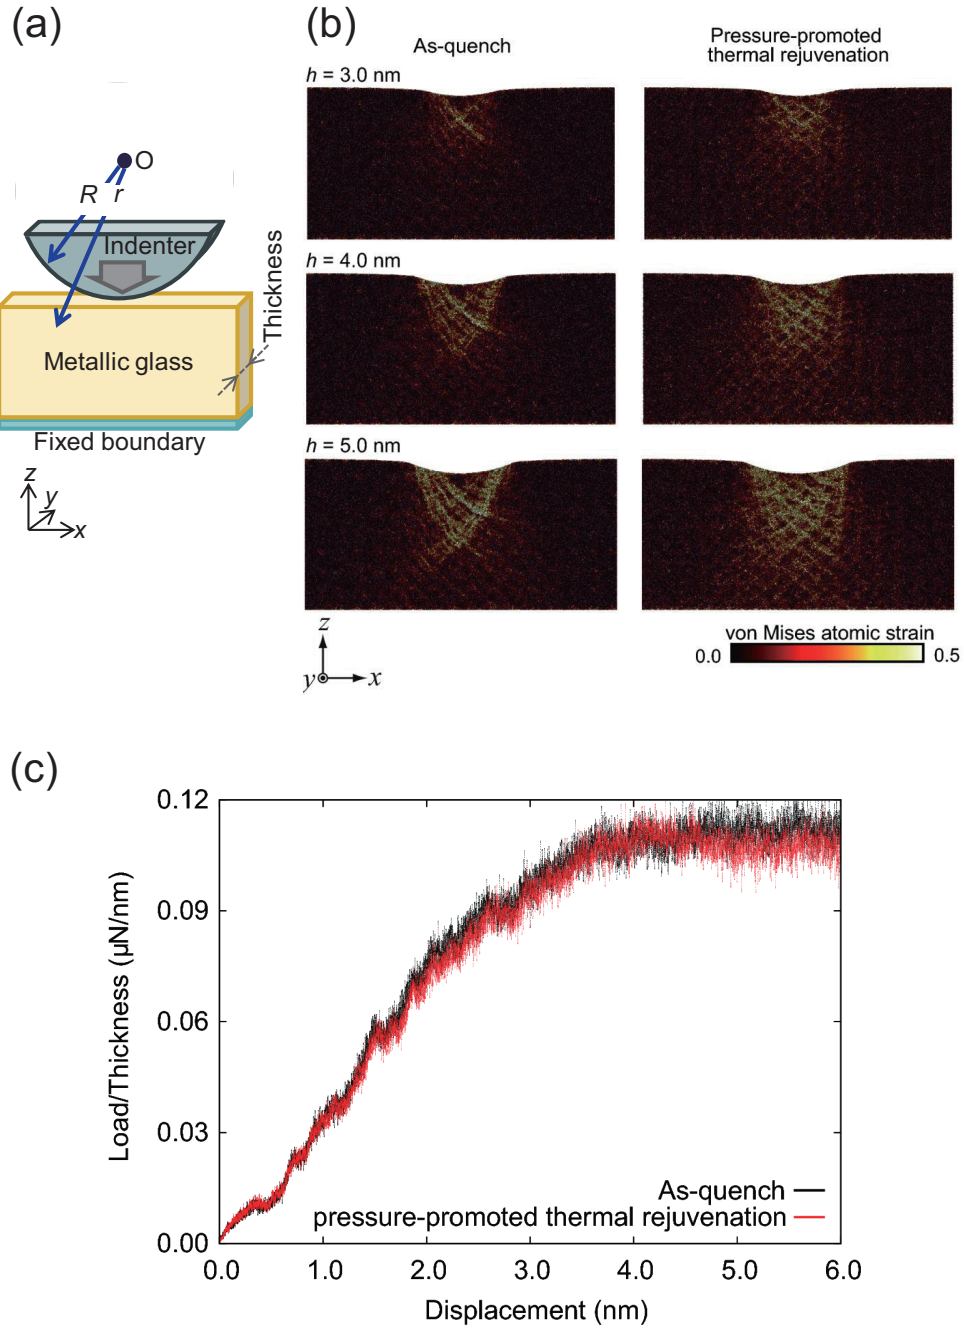 (a)
O
R
r
Indenter
Thickness
Metallic glass
Fixed boundary
z
y
x
(b)
As-quench
Pressure-promoted
thermal rejuvenation
h = 3.0 nm
h = 4.0 nm
h = 5.0 nm
z
y
x
von Mises atomic strain
0.0
0.5
(c)
0.12
0.09
0.06
0.03
0.00
Load/Thickness (μN/nm)
As-quench
pressure-promoted thermal rejuvenation
0.0 1.0 2.0 3.0 4.0 5.0 6.0
Displacement (nm)